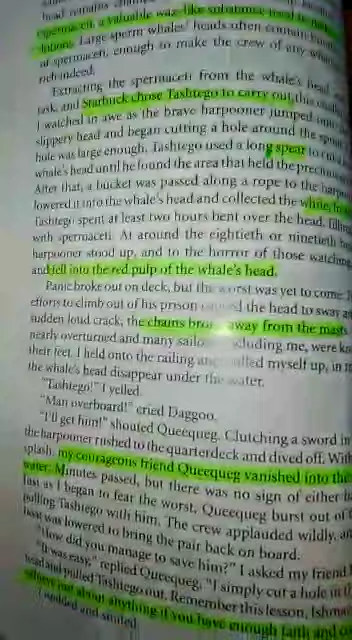 head remains
spermaceti, a valuable wax-like substance used in
lotions. Large sperm whales' heads often contain
of spermaceti, enough to make the crew of any
rich indeed.
Extracting the spermaceti from the whale's head
task, and Starbuck chose Tashtego to carry out this
I watched in awe as the brave harpooner jumped
slippery head and began cutting a hole around the
hole was large enough, Tashtego used a long spear to
whale's head until he found the area that held the precious
After that, a bucket was passed along a rope to the
lowered it into the whale's head and collected the white,
Tashtego spent at least two hours bent over the head, filling
with spermaceti. At around the eightieth or ninetieth
harpooner stood up, and to the horror of those watching
and fell into the red pulp of the whale's head.
Panic broke out on deck, but the worst was yet to come.
efforts to climb out of his prison caused the head to sway
sudden loud crack, the chains broke away from the masts
nearly overturned and many sailors, including me, were
their feet. I held onto the railing and pulled myself up, in
the whale's head disappear under the water.
"Tashtego!" I yelled.
"Man overboard!" cried Daggoo.
"I'll get him!" shouted Queequeg. Clutching a sword in
the harpooner rushed to the quarterdeck and dived off. With
splash, my courageous friend Queequeg vanished into the
water. Minutes passed, but there was no sign of either
Just as I began to fear the worst, Queequeg burst out of
pulling Tashtego with him. The crew applauded wildly,
boat was lowered to bring the pair back on board.
"How did you manage to save him?" I asked my friend
"It was easy," replied Queequeg. "I simply cut a hole in
head and pulled Tashtego out. Remember this lesson,
about anything if you have enough faith and
I nodded and smiled.